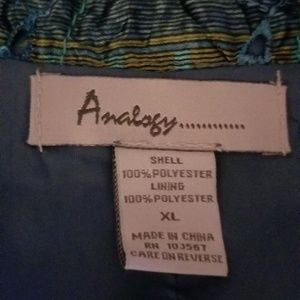 Analogy............
SHELL
100% POLYESTER
LINING
100% POLYESTER
XL
MADE IN CHINA
RN 103567
CARE ON REVERSE